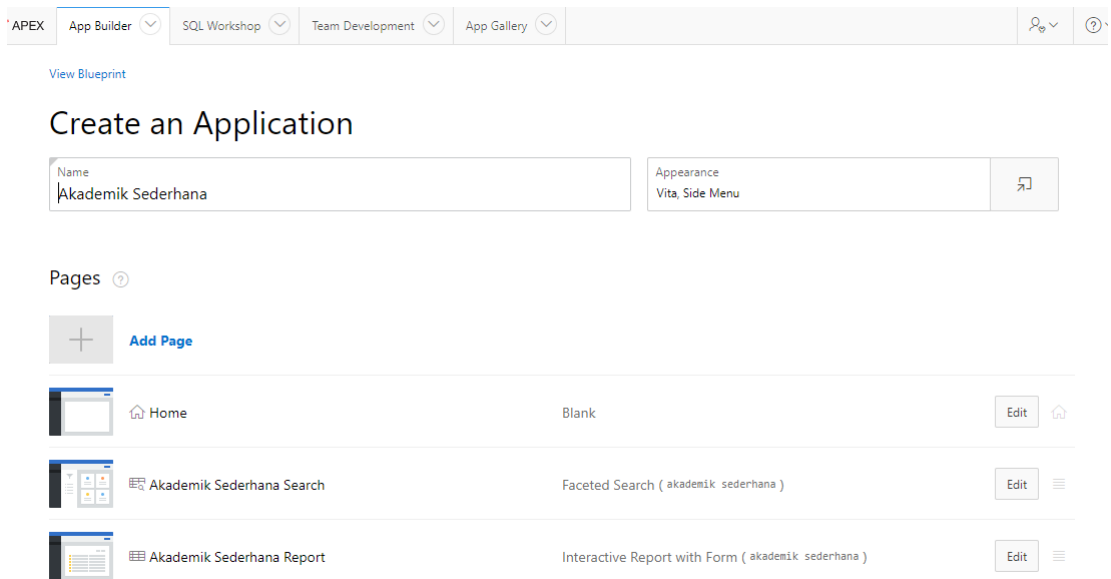 APEX App Builder SQL Workshop Team Development App Gallery
View Blueprint
Create an Application
Name
Akademik Sederhana
Appearance
Vita, Side Menu
Pages
Add Page
Home Blank Edit
Akademik Sederhana Search Faceted Search ( akademik sederhana ) Edit
Akademik Sederhana Report Interactive Report with Form ( akademik sederhana ) Edit